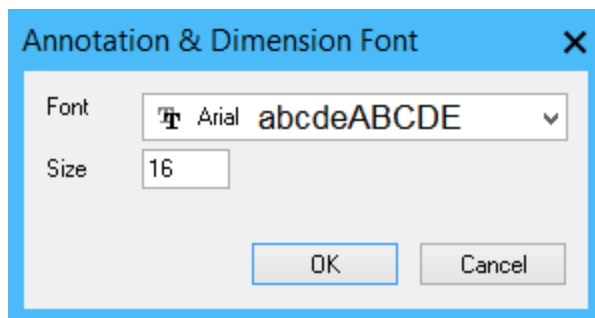 Annotation & Dimension Font
Font Arial abcdeABCDE
Size 16
OK Cancel